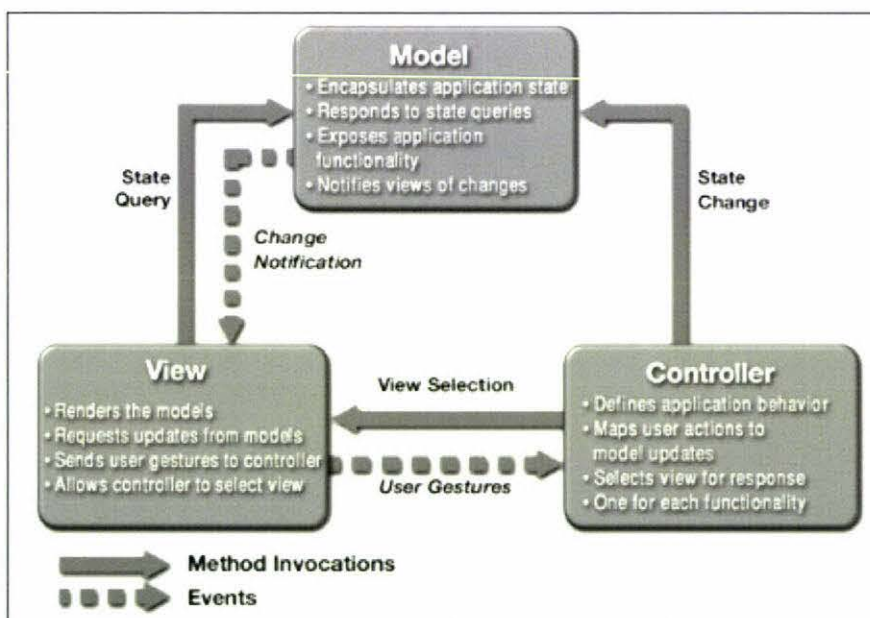 Model
• Encapsulates application state
• Responds to state queries
• Exposes application
functionality
• Notifies views of changes
State
Query
Change
Notification
State
Change
View
• Renders the models
• Requests updates from models
• Sends user gestures to controller
• Allows controller to select view
View Selection
User Gestures
Controller
• Defines application behavior
• Maps user actions to
model updates
• Selects view for response
• One for each functionality
Method Invocations
Events